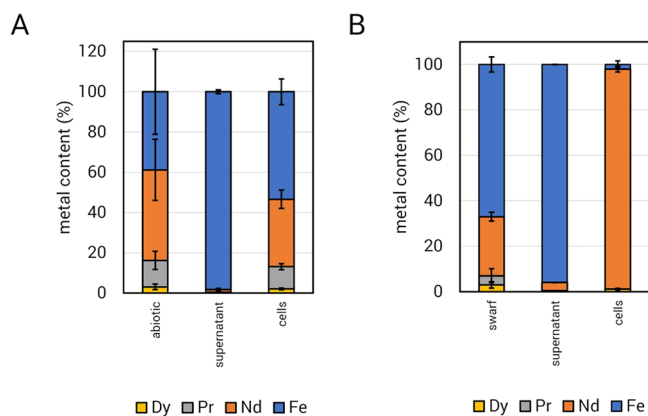 A
metal content (%)
120
100
80
60
40
20
0
abiotic
supernatant
cells
Dy Pr Nd Fe
B
metal content (%)
100
80
60
40
20
0
swarf
supernatant
cells
Dy Pr Nd Fe